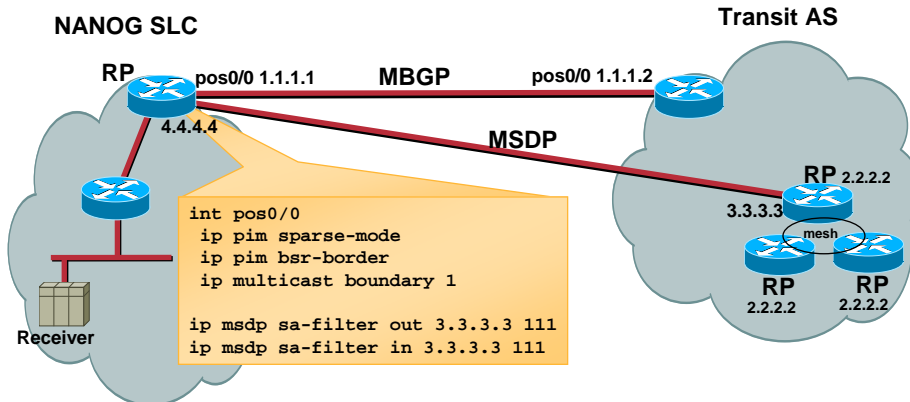 NANOG SLC
Transit AS
RP
pos0/0 1.1.1.1
MBGP
pos0/0 1.1.1.2
4.4.4.4
MSDP
RP 2.2.2.2
3.3.3.3
mesh
RP
2.2.2.2
RP
2.2.2.2
int pos0/0
ip pim sparse-mode
ip pim bsr-border
ip multicast boundary 1
ip msdp sa-filter out 3.3.3.3 111
ip msdp sa-filter in 3.3.3.3 111
Receiver